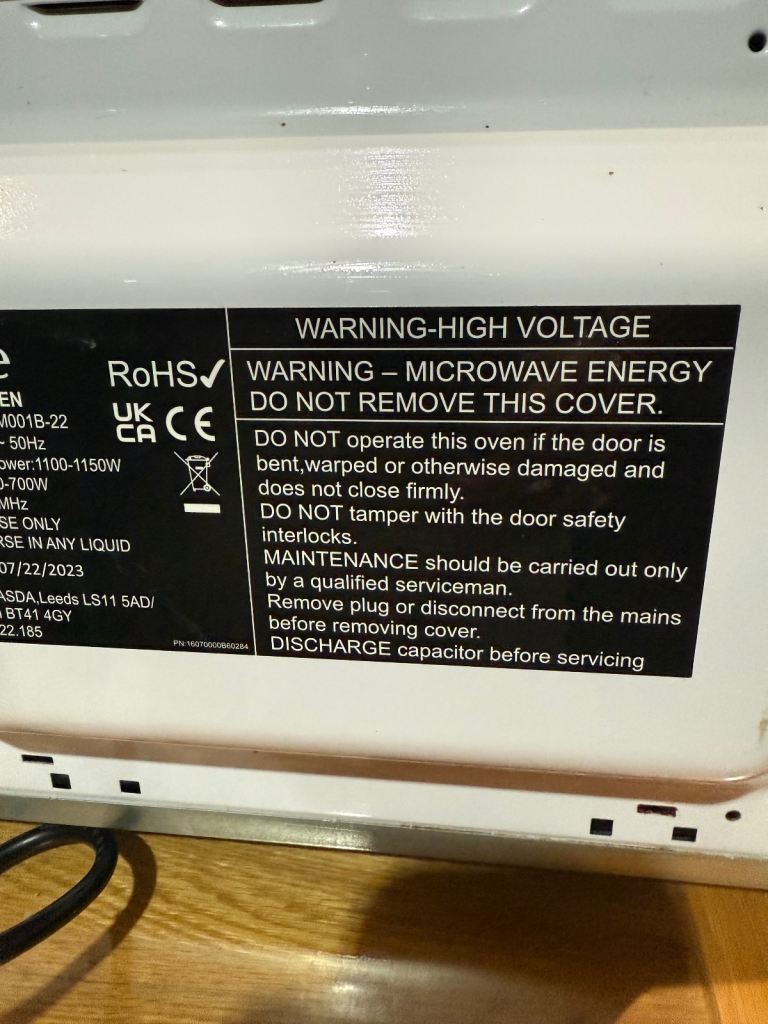 e
RoHS✓
EN
UK
CA CE
M001B-22
~ 50Hz
ower:1100-1150W
0-700W
MHz
SE ONLY
RSE IN ANY LIQUID
07/22/2023
ASDA,Leeds LS11 5AD/
BT41 4GY
22.185
PN:16070000B60284
WARNING-HIGH VOLTAGE
WARNING – MICROWAVE ENERGY
DO NOT REMOVE THIS COVER.
DO NOT operate this oven if the door is
bent,warped or otherwise damaged and
does not close firmly.
DO NOT tamper with the door safety
interlocks.
MAINTENANCE should be carried out only
by a qualified serviceman.
Remove plug or disconnect from the mains
before removing cover.
DISCHARGE capacitor before servicing